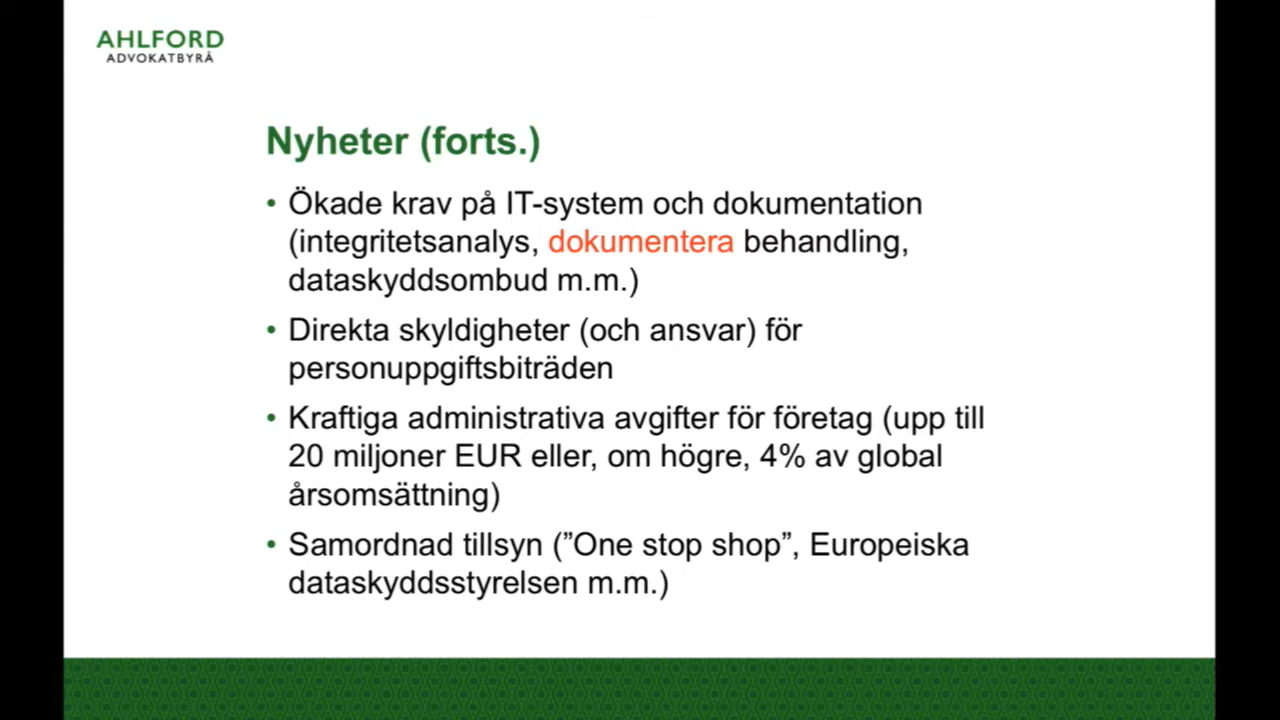 AHLFORD
ADVOKATBYRÅ
Nyheter (forts.)
• Ökade krav på IT-system och dokumentation
(integritetsanalys, dokumentera behandling,
dataskyddsombud m.m.)
• Direkta skyldigheter (och ansvar) för
personuppgiftsbiträden
• Kraftiga administrativa avgifter för företag (upp till
20 miljoner EUR eller, om högre, 4% av global
årsomsättning)
• Samordnad tillsyn (”One stop shop”, Europeiska
dataskyddsstyrelsen m.m.)